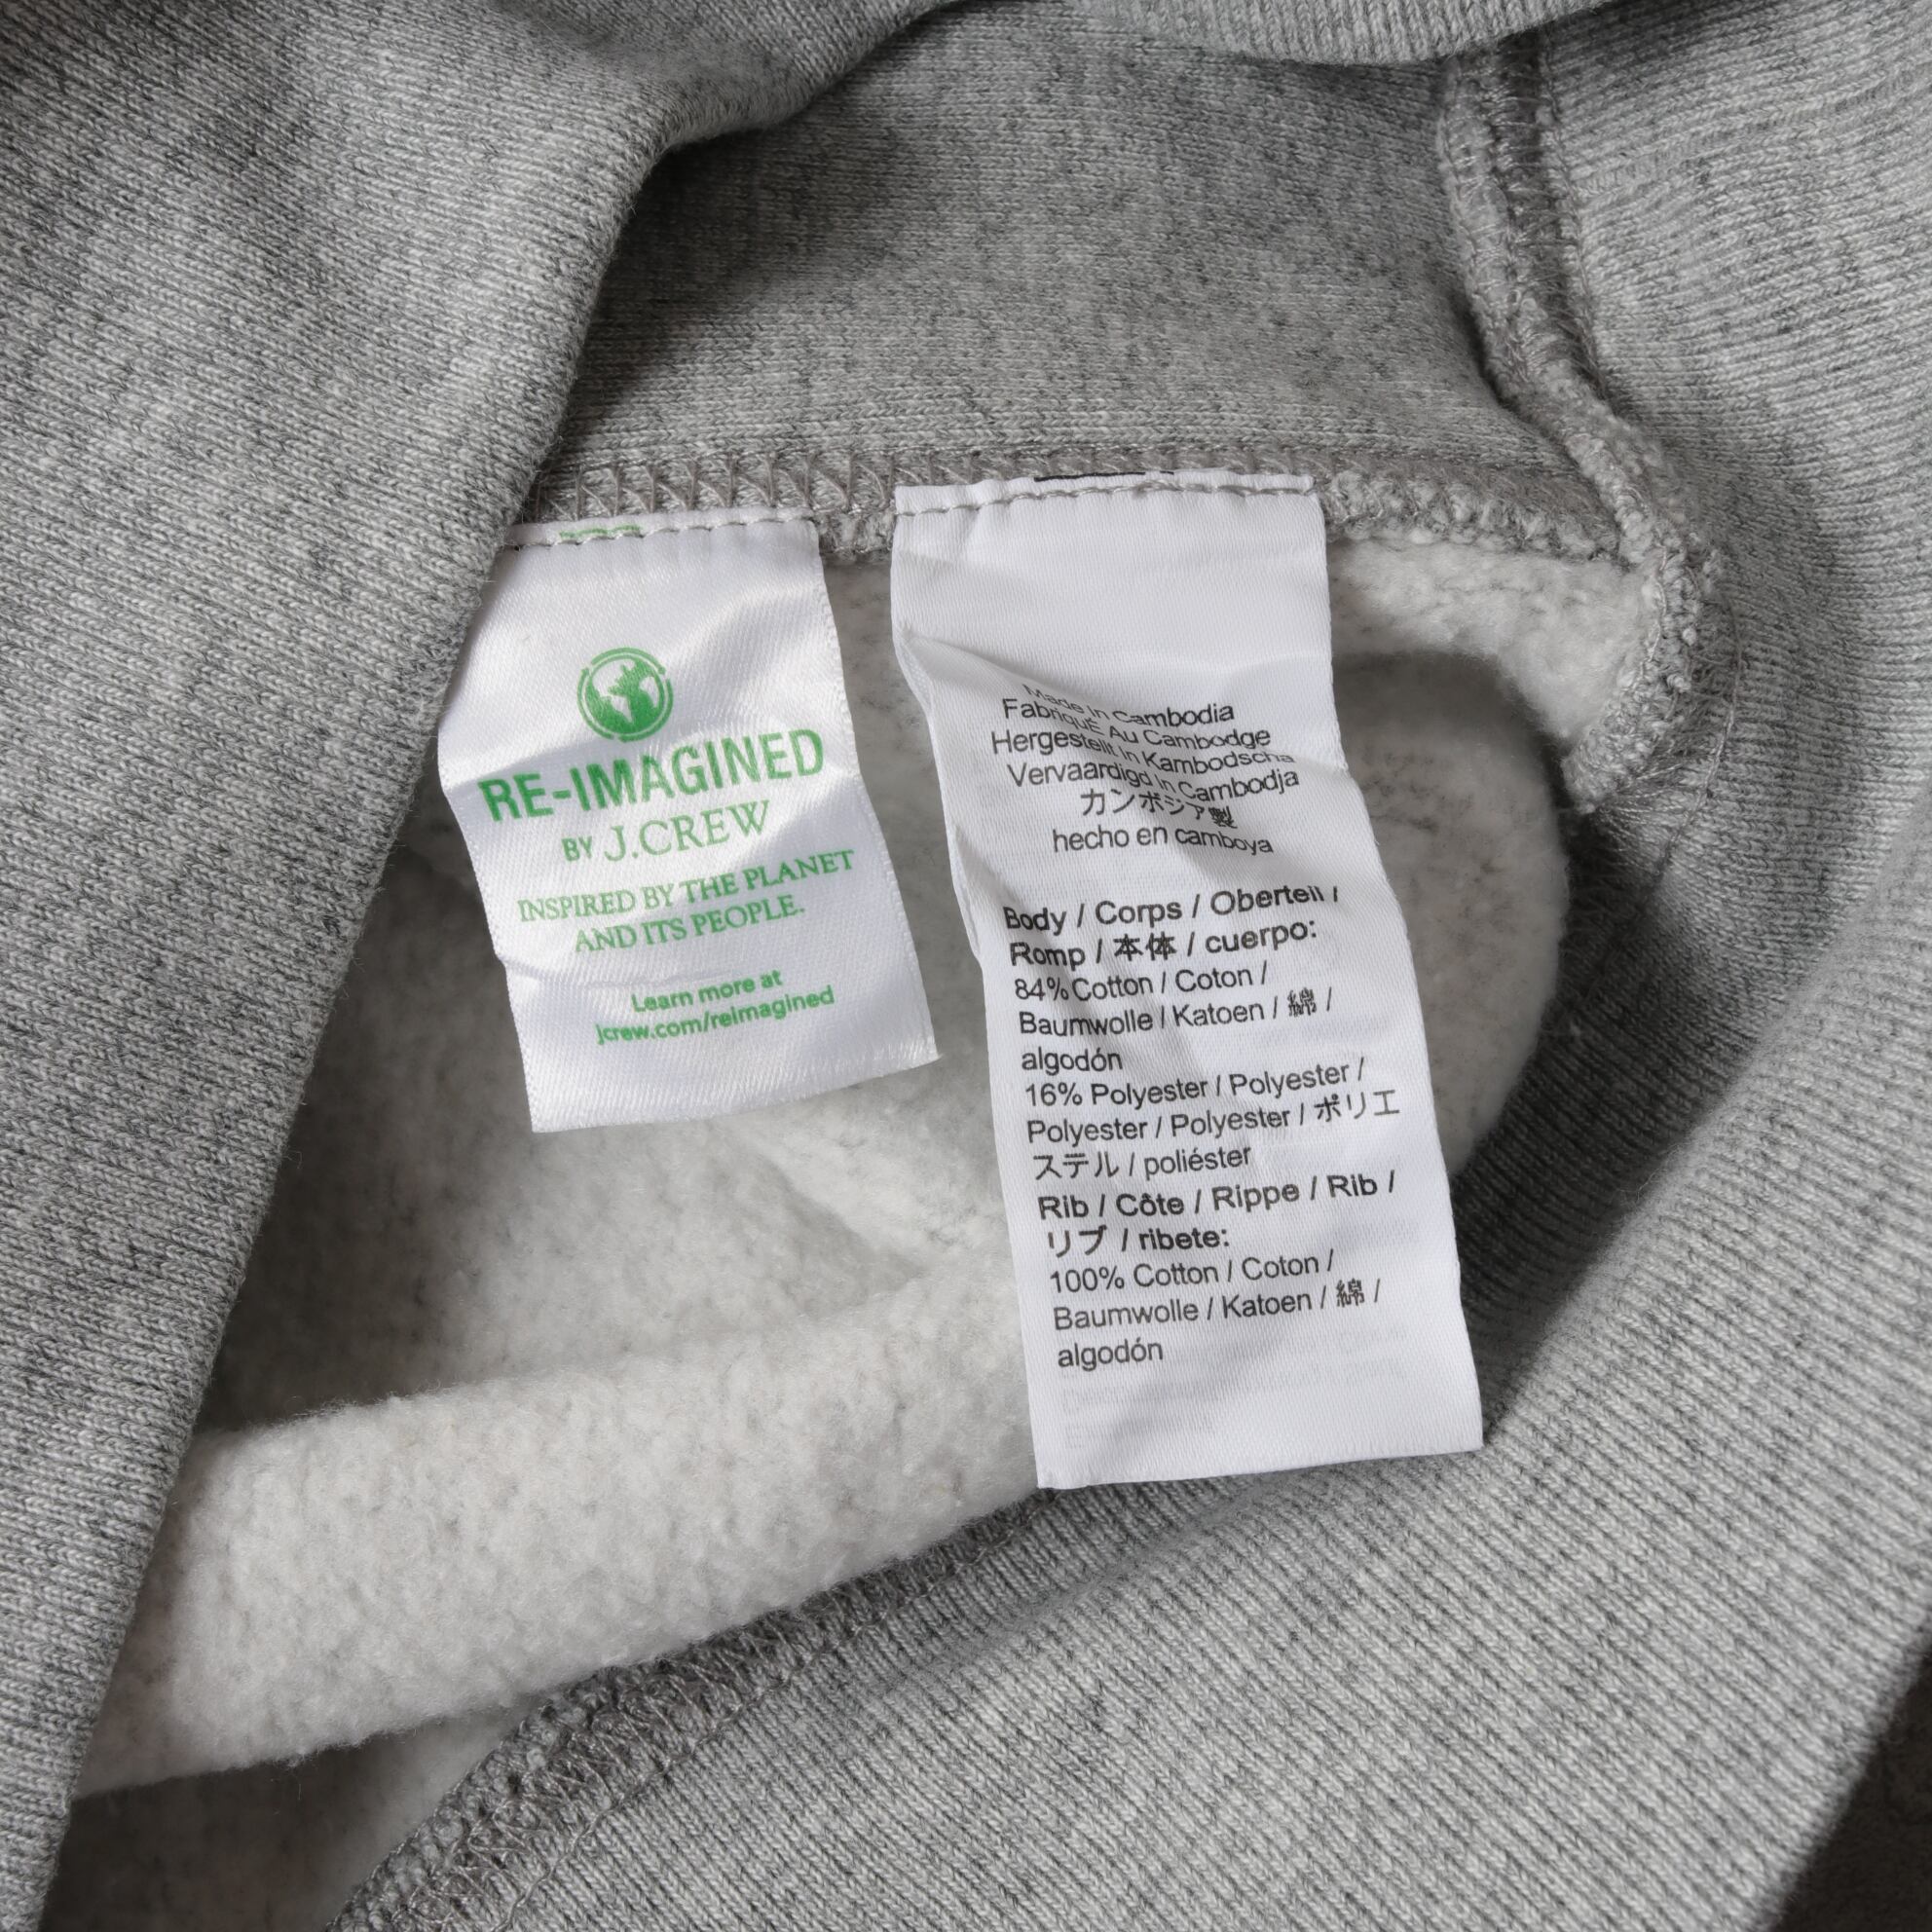 RE-IMAGINED
BY J.CREW
INSPIRED BY THE PLANET
AND ITS PEOPLE.
Learn more at
jcrew.com/reimagined
Made In Cambodia
FabriquÉ Au Cambodge
Hergestellt In Kambodscha
Vervaardigd In Cambodja
カンボジア製
hecho en camboya
Body / Corps / Oberteil /
Romp / 本体 / cuerpo:
84% Cotton / Coton /
Baumwolle / Katoen / 綿 /
algodón
16% Polyester / Polyester /
Polyester / Polyester / ポリエ
ステル / poliéster
Rib / Côte / Rippe / Rib /
リブ / ribete:
100% Cotton / Coton /
Baumwolle / Katoen / 綿 /
algodón